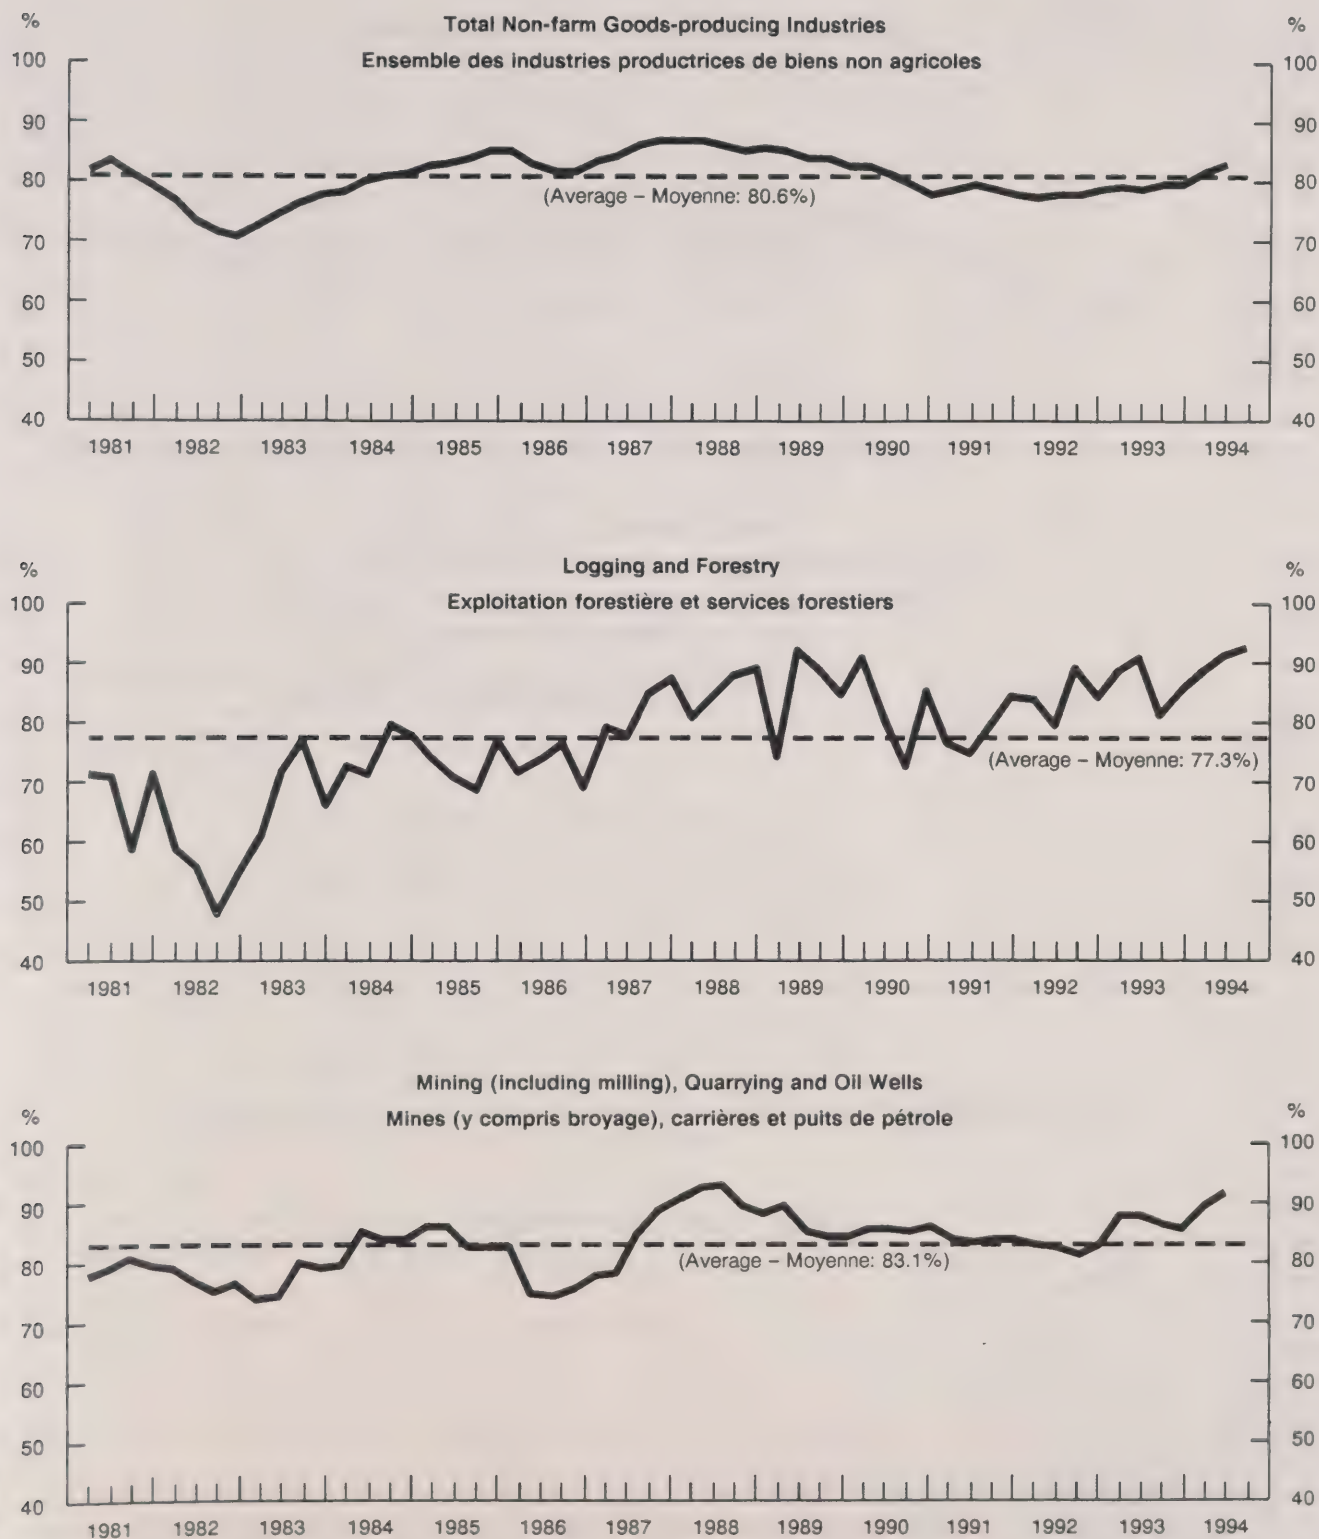 Total Non-farm Goods-producing Industries
Ensemble des industries productrices de biens non agricoles
% %
100 100
90 90
80 80
(Average – Moyenne: 80.6%)
70 70
60 60
50 50
40 40
1981 1982 1983 1984 1985 1986 1987 1988 1989 1990 1991 1992 1993 1994
Logging and Forestry
Exploitation forestière et services forestiers
% %
100 100
90 90
80 80
(Average – Moyenne: 77.3%)
70 70
60 60
50 50
40 40
1981 1982 1983 1984 1985 1986 1987 1988 1989 1990 1991 1992 1993 1994
Mining (including milling), Quarrying and Oil Wells
Mines (y compris broyage), carrières et puits de pétrole
% %
100 100
90 90
80 80
(Average – Moyenne: 83.1%)
70 70
60 60
50 50
40 40
1981 1982 1983 1984 1985 1986 1987 1988 1989 1990 1991 1992 1993 1994